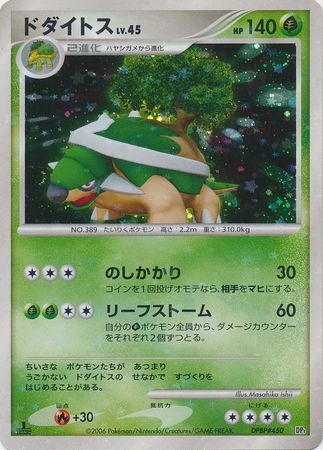 ドダイトス LV.45 HP 140
2進化 ハヤシガメから進化
NO.389 たいりくポケモン 高さ：2.2m 重さ：310.0kg
のしかかり 30
コインを1回投げオモテなら、相手をマヒにする。
リーフストーム 60
自分のポケモン全員から、ダメージカウンターを
それぞれ2個ずつとる。
ちいさな ポケモンたちが あつまり
うごかない ドダイトスの せなかで すづくりを
はじめることがある。
Illus.Masahiko Ishii
弱点 抵抗力 にげる
+30
1 ©2006 Pokémon/Nintendo/Creatures/GAME FREAK. DPBP#450 DP1